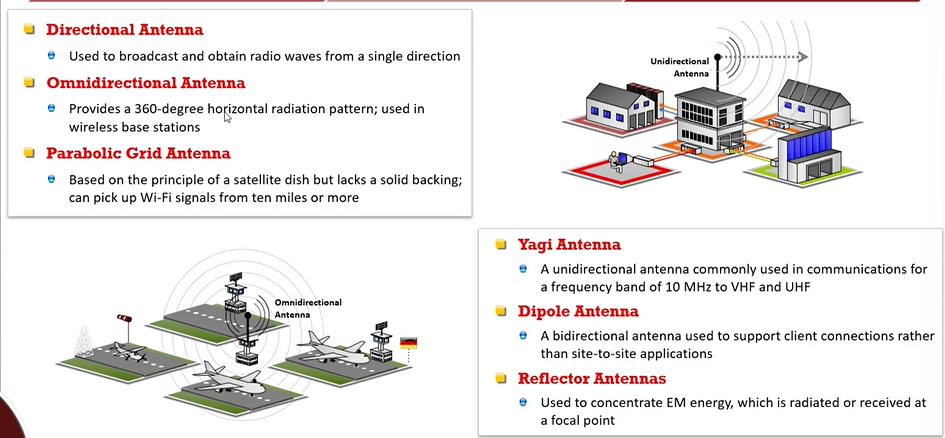 Directional Antenna
Used to broadcast and obtain radio waves from a single direction
Omnidirectional Antenna
Provides a 360-degree horizontal radiation pattern; used in
wireless base stations
Parabolic Grid Antenna
Based on the principle of a satellite dish but lacks a solid backing;
can pick up Wi-Fi signals from ten miles or more
Unidirectional
Antenna
Omnidirectional
Antenna
Yagi Antenna
A unidirectional antenna commonly used in communications for
a frequency band of 10 MHz to VHF and UHF
Dipole Antenna
A bidirectional antenna used to support client connections rather
than site-to-site applications
Reflector Antennas
Used to concentrate EM energy, which is radiated or received at
a focal point